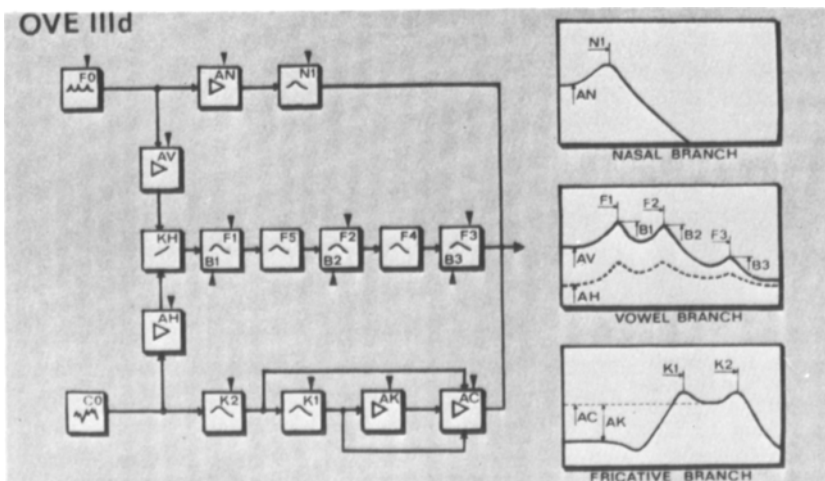 OVE IIId
F0
AN
N1
AV
KH
F1
B1
F5
F2
B2
F4
F3
B3
AH
C0
K2
K1
AK
AC
N1
AN
NASAL BRANCH
F1
F2
B1
B2
F3
AV
B3
AH
VOWEL BRANCH
K1
K2
AC
AK
FRICATIVE BRANCH